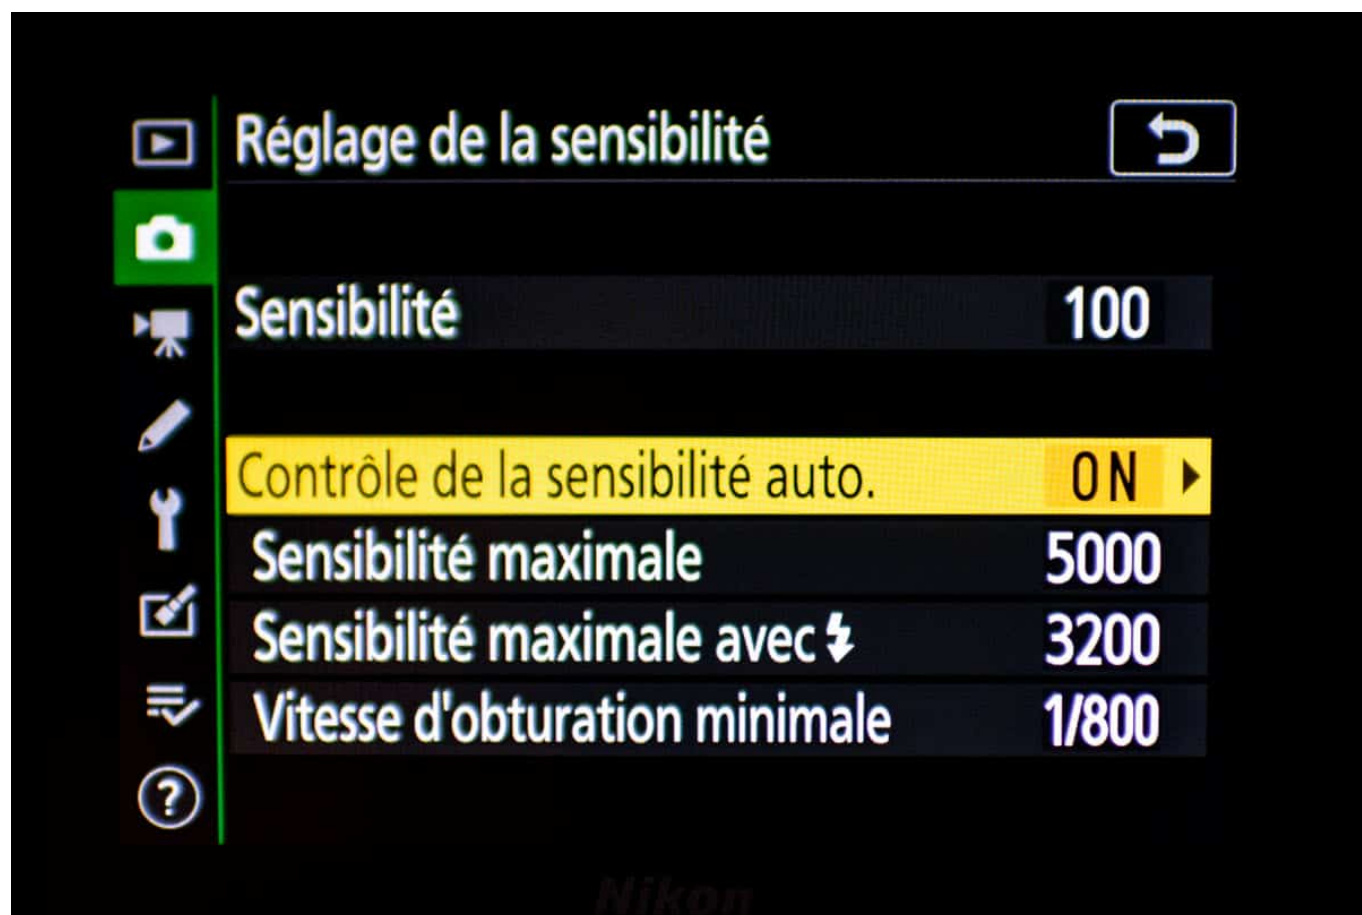 Réglage de la sensibilité
Sensibilité 100
Contrôle de la sensibilité auto. ON
Sensibilité maximale 5000
Sensibilité maximale avec 3200
Vitesse d'obturation minimale 1/800
?
Nikon